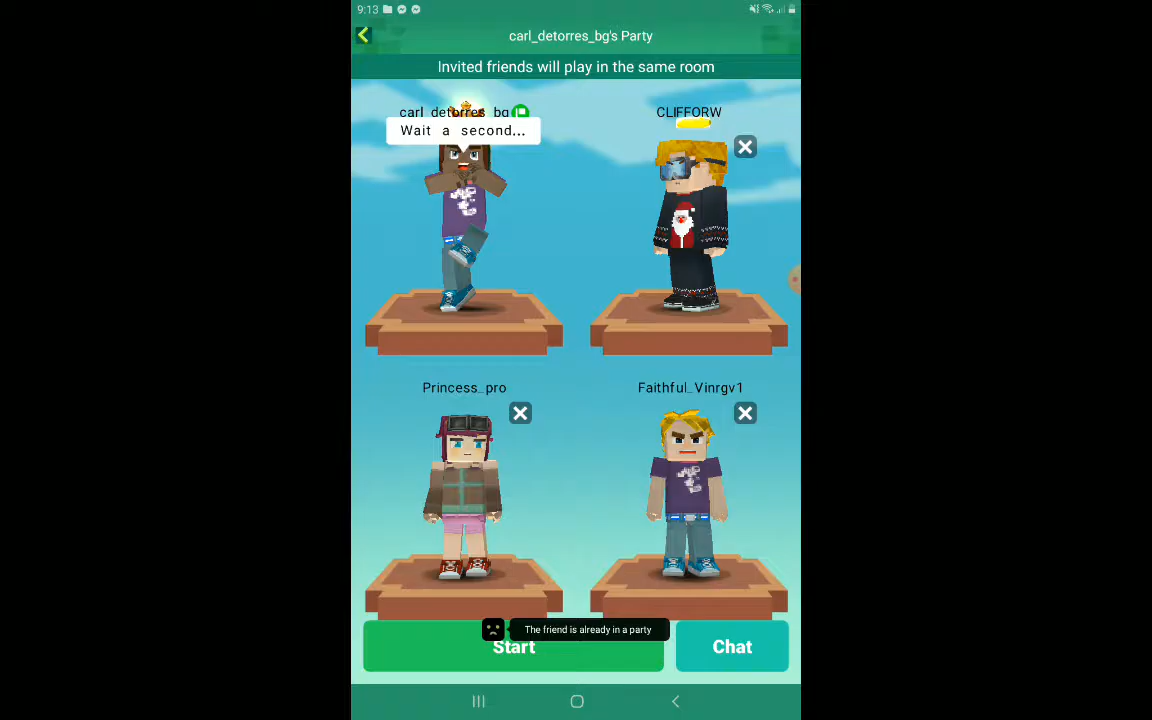 9:13
carl_detorres_bg's Party
Invited friends will play in the same room
carl_detorres_bg
CLIFFORW
Wait a second...
Princess_pro
Faithful_Vinrgv1
The friend is already in a party
Start
Chat